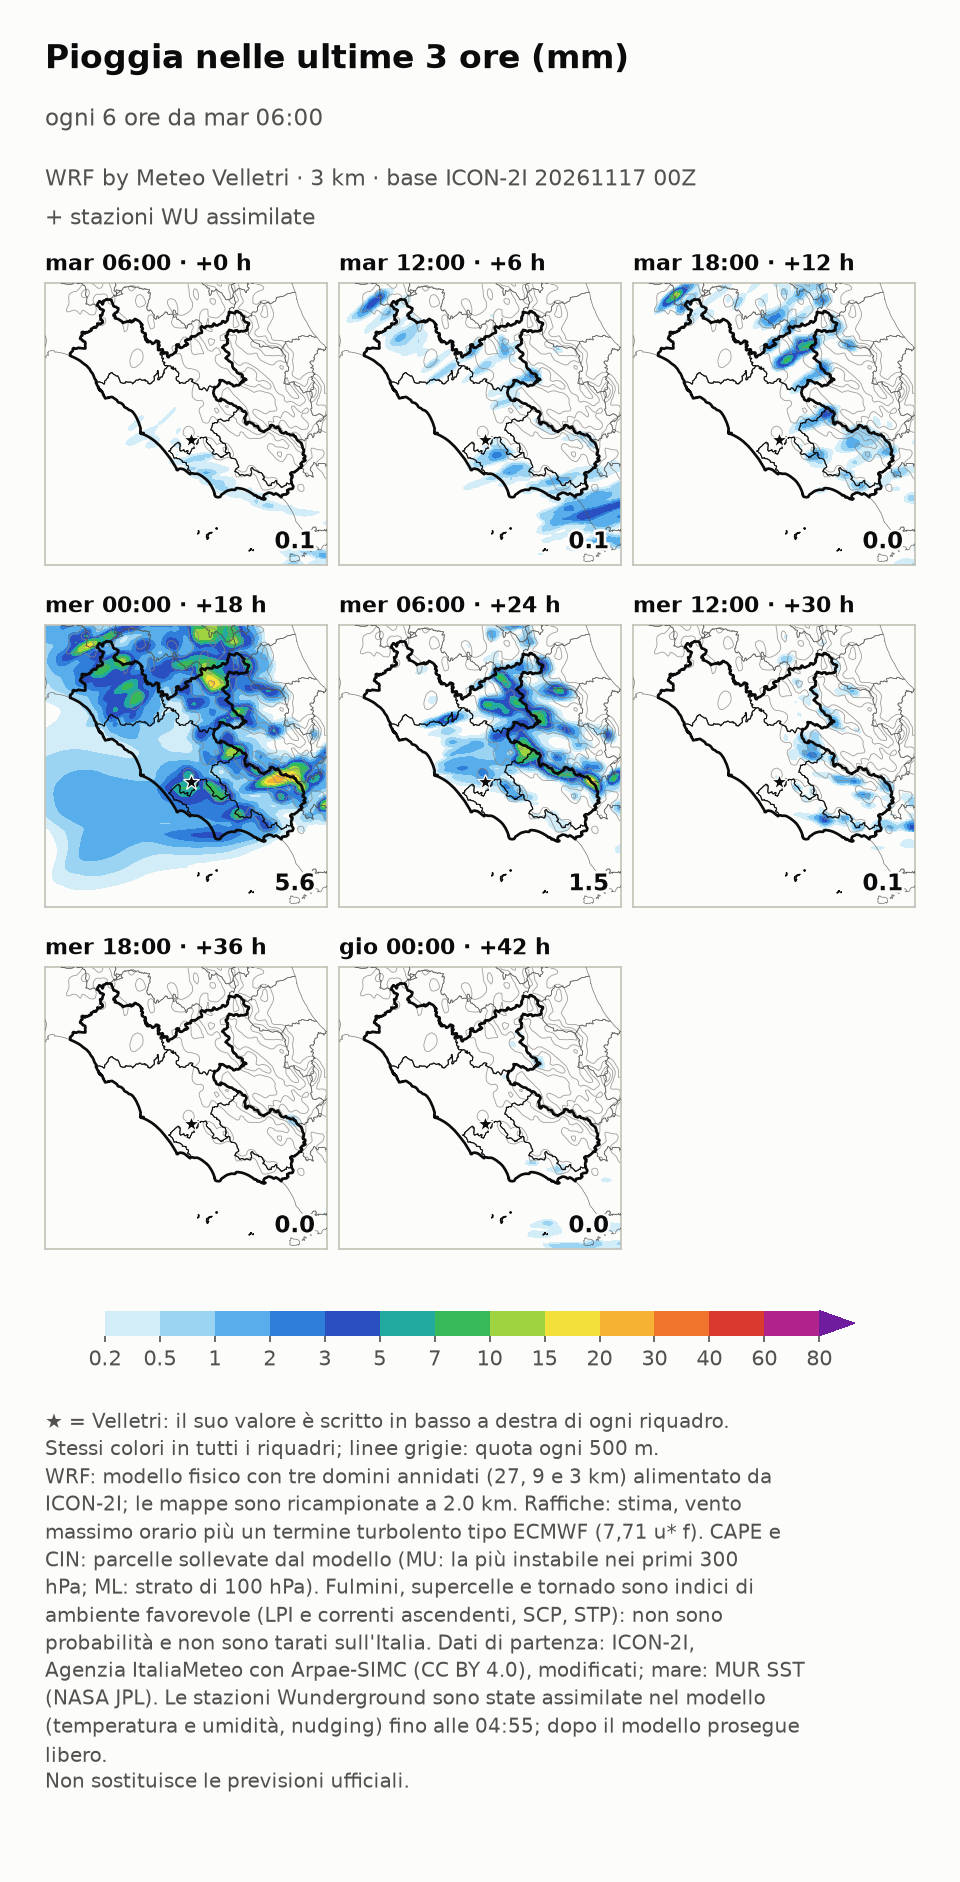 Pioggia nelle ultime 3 ore (mm)
ogni 6 ore da mar 06:00
WRF by Meteo Velletri · 3 km · base ICON-2I 20261117 00Z
+ stazioni WU assimilate
mar 06:00 · +0 h
mar 12:00 · +6 h
mar 18:00 · +12 h
0.1
0.1
0.0
mer 00:00 · +18 h
mer 06:00 · +24 h
mer 12:00 · +30 h
5.6
1.5
0.1
mer 18:00 · +36 h
gio 00:00 · +42 h
0.0
0.0
0.2 0.5 1 2 3 5 7 10 15 20 30 40 60 80
★ = Velletri: il suo valore è scritto in basso a destra di ogni riquadro.
Stessi colori in tutti i riquadri; linee grigie: quota ogni 500 m.
WRF: modello fisico con tre domini annidati (27, 9 e 3 km) alimentato da
ICON-2I; le mappe sono ricampionate a 2.0 km. Raffiche: stima, vento
massimo orario più un termine turbolento tipo ECMWF (7,71 u* f). CAPE e
CIN: parcelle sollevate dal modello (MU: la più instabile nei primi 300
hPa; ML: strato di 100 hPa). Fulmini, supercelle e tornado sono indici di
ambiente favorevole (LPI e correnti ascendenti, SCP, STP): non sono
probabilità e non sono tarati sull'Italia. Dati di partenza: ICON-2I,
Agenzia ItaliaMeteo con Arpae-SIMC (CC BY 4.0), modificati; mare: MUR SST
(NASA JPL). Le stazioni Wunderground sono state assimilate nel modello
(temperatura e umidità, nudging) fino alle 04:55; dopo il modello prosegue
libero.
Non sostituisce le previsioni ufficiali.